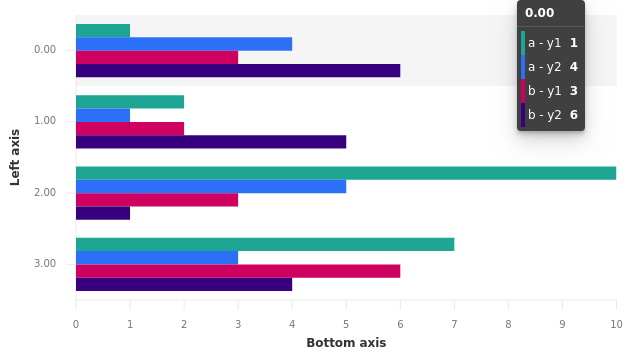 0.00
a - y1 1
a - y2 4
b - y1 3
b - y2 6
Left axis
0.00
1.00
2.00
3.00
0 1 2 3 4 5 6 7 8 9 10
Bottom axis